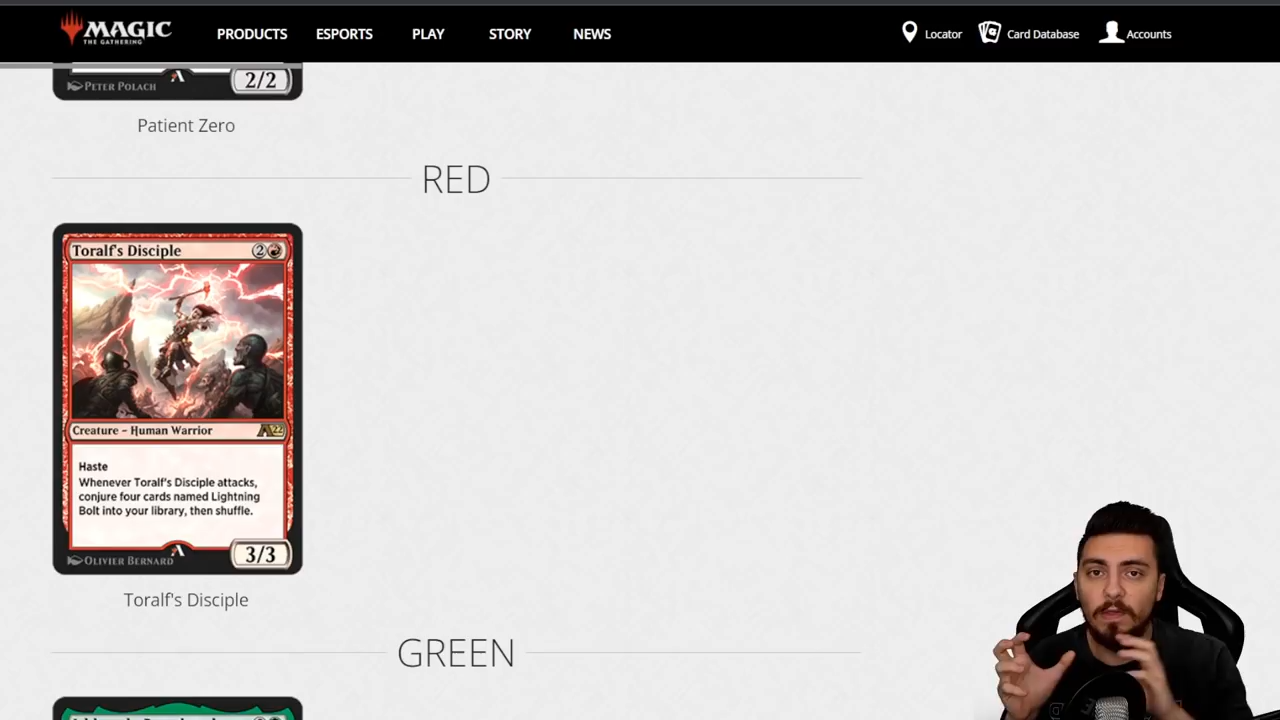 MAGIC
THE GATHERING
PRODUCTS ESPORTS PLAY STORY NEWS
Locator Card Database Accounts
PETER POLACH 2/2
Patient Zero
RED
Toralf's Disciple 2
Creature – Human Warrior A22
Haste
Whenever Toralf's Disciple attacks,
conjure four cards named Lightning
Bolt into your library, then shuffle.
OLIVIER BERNARD 3/3
Toralf's Disciple
GREEN